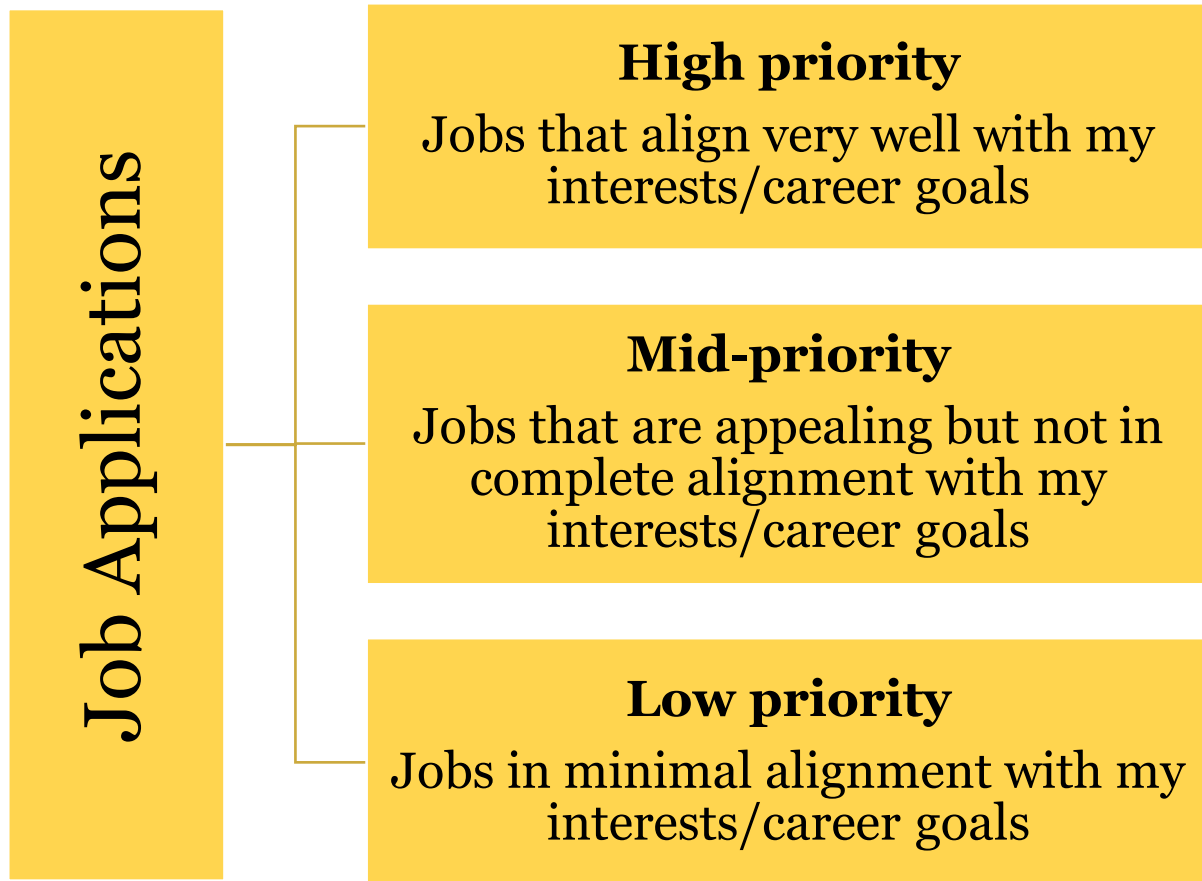 Job Applications
High priority
Jobs that align very well with my
interests/career goals
Mid-priority
Jobs that are appealing but not in
complete alignment with my
interests/career goals
Low priority
Jobs in minimal alignment with my
interests/career goals